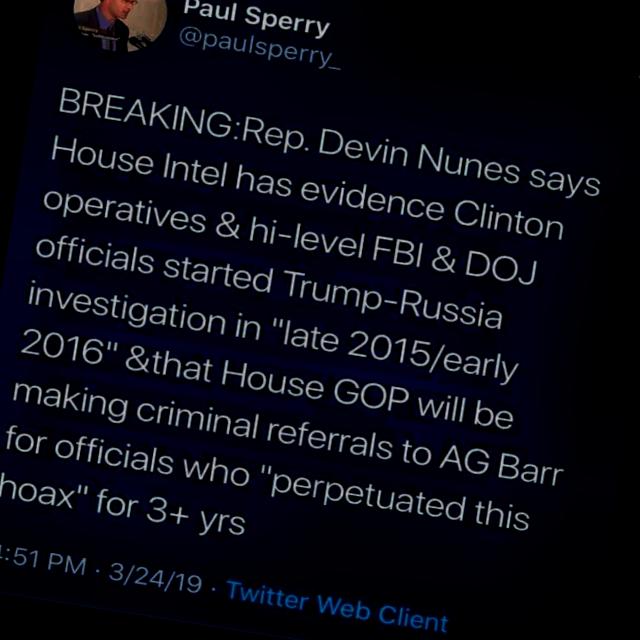 Paul Sperry
@paulsperry_
BREAKING:Rep. Devin Nunes says
House Intel has evidence Clinton
operatives & hi-level FBI & DOJ
officials started Trump-Russia
investigation in "late 2015/early
2016" &that House GOP will be
making criminal referrals to AG Barr
for officials who "perpetuated this
hoax" for 3+ yrs
:51 PM · 3/24/19 · Twitter Web Client